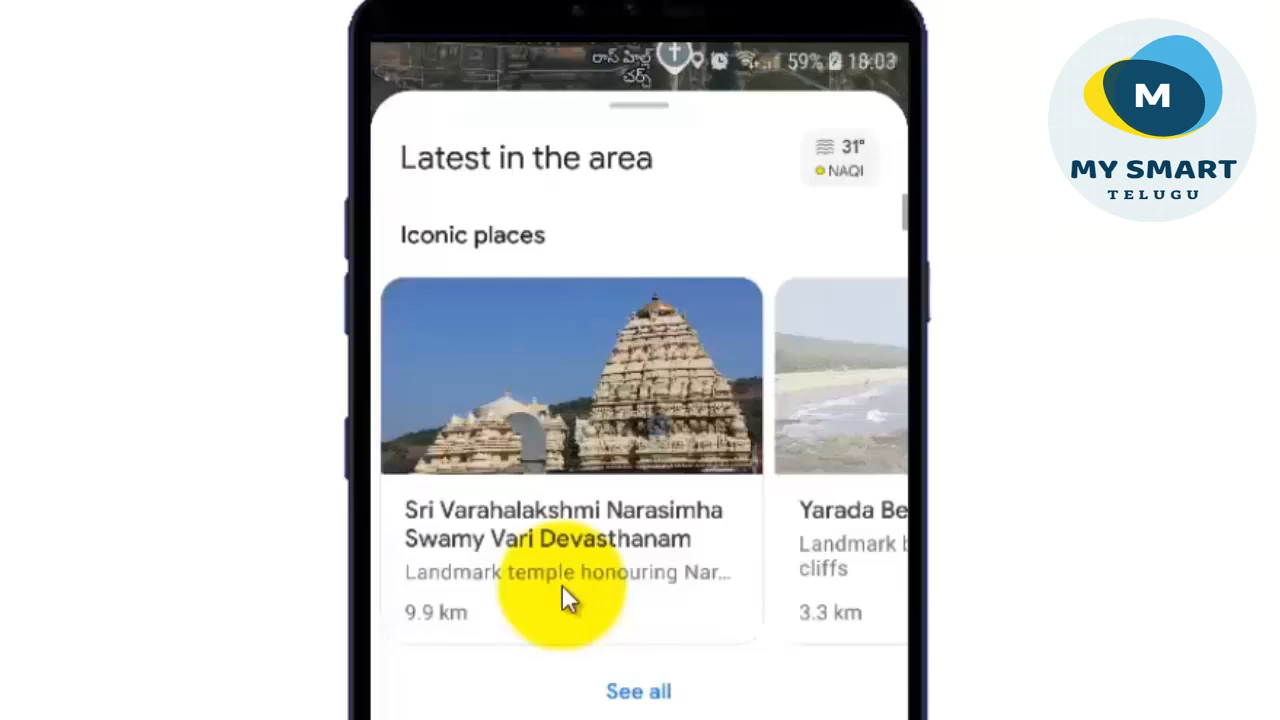 రాస్ హిల్స్
చర్చ్
59% 18:03
Latest in the area
31°
NAQI
Iconic places
Sri Varahalakshmi Narasimha
Swamy Vari Devasthanam
Landmark temple honouring Nar...
9.9 km
Yarada Be
Landmark b
cliffs
3.3 km
See all
M
MY SMART
TELUGU